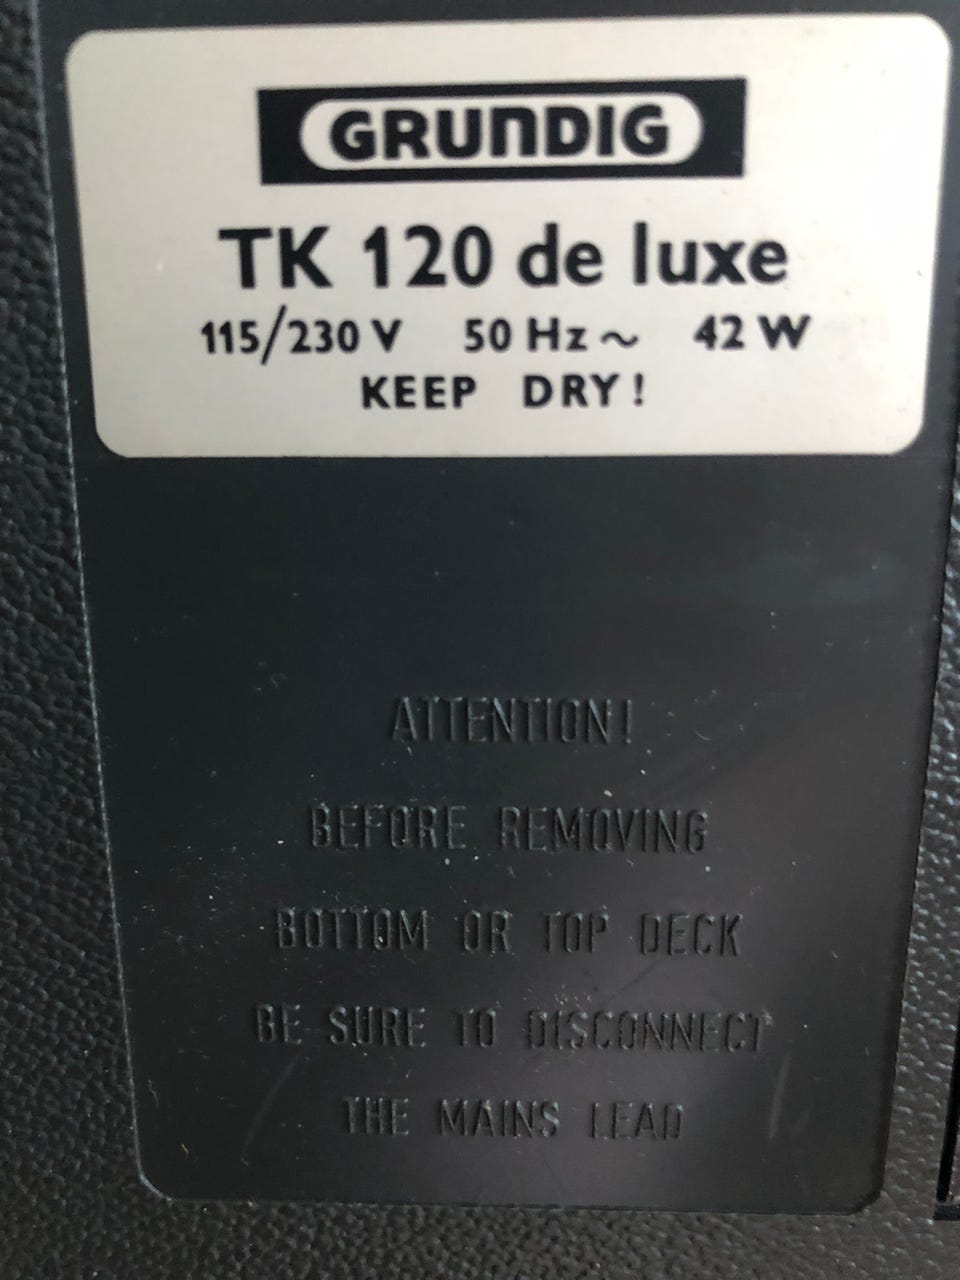 GRUNDIG
TK 120 de luxe
115/230 V 50 Hz ~ 42 W
KEEP DRY!
ATTENTION!
BEFORE REMOVING
BOTTOM OR TOP DECK
BE SURE TO DISCONNECT
THE MAINS LEAD